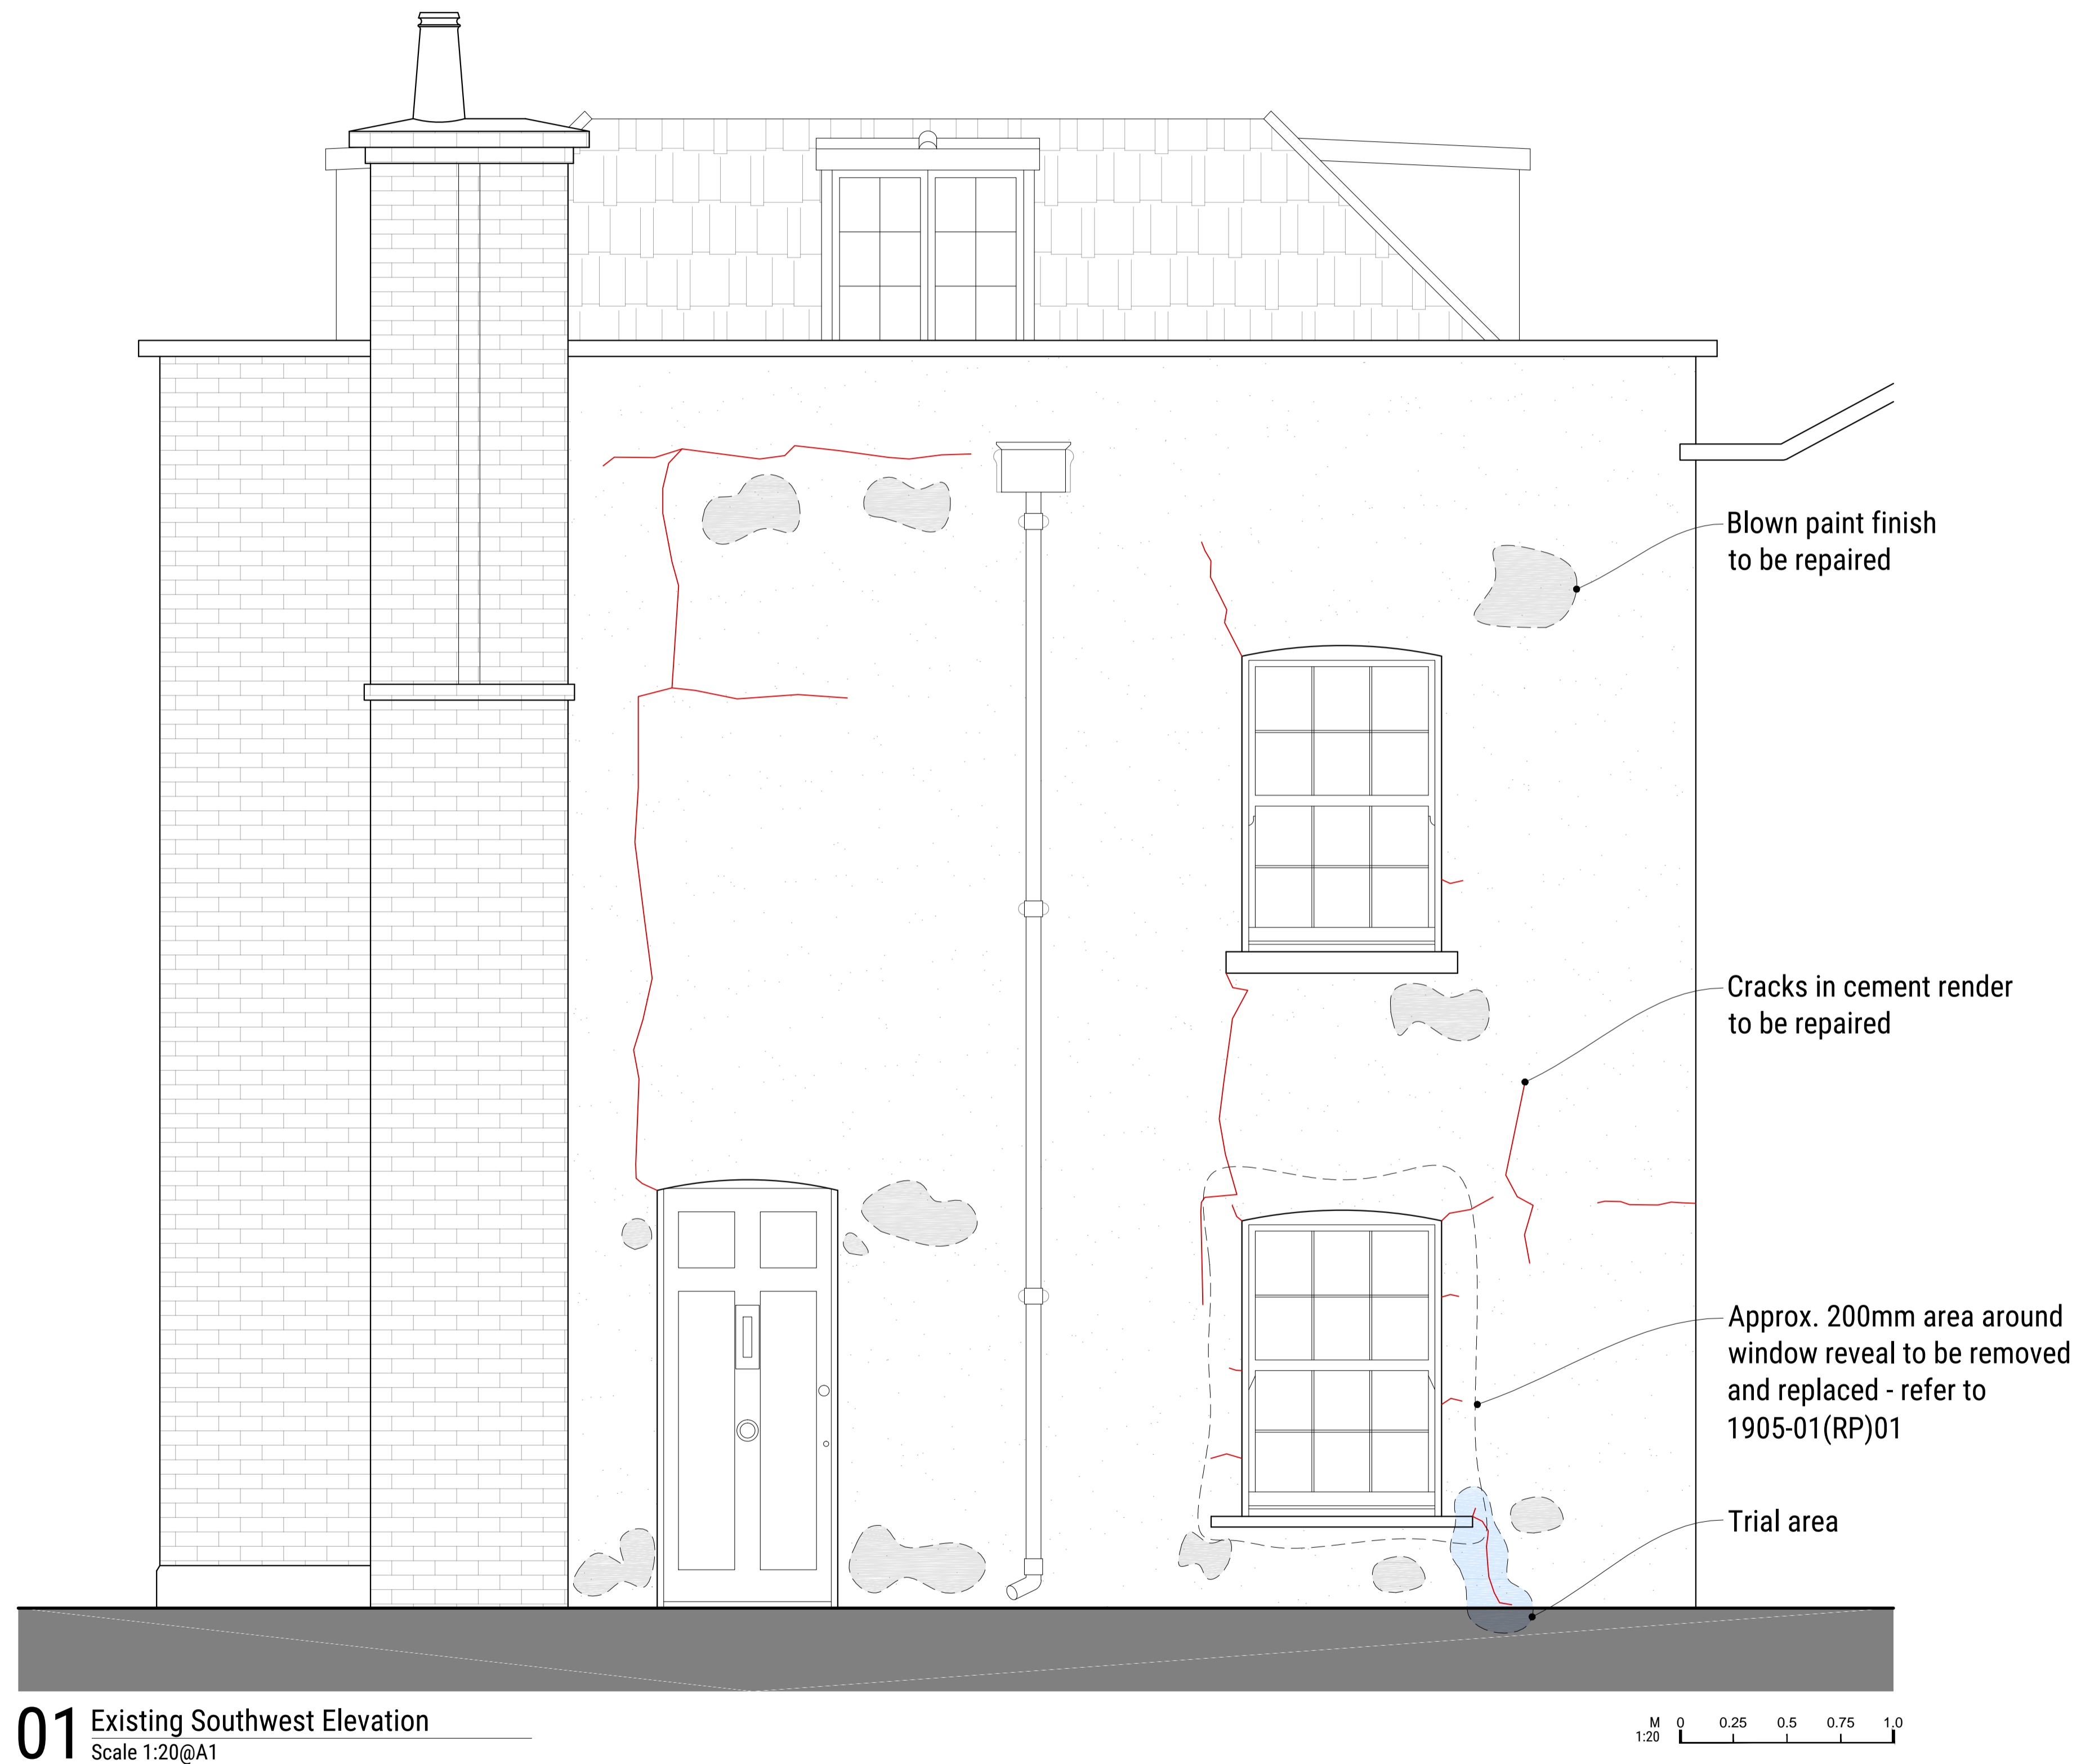 Blown paint finish
to be repaired
Cracks in cement render
to be repaired
Approx. 200mm area around
window reveal to be removed
and replaced - refer to
1905-01(RP)01
Trial area
01 Existing Southwest Elevation
Scale 1:20@A1
M 0 0.25 0.5 0.75 1.0
1:20